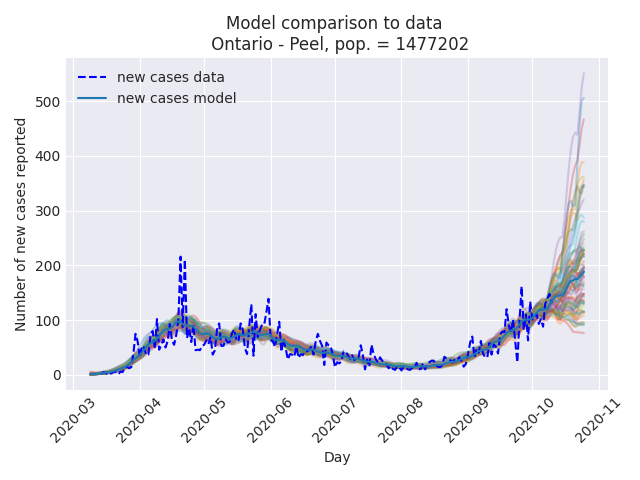 Model comparison to data
Ontario - Peel, pop. = 1477202
new cases data
new cases model
Number of new cases reported
500
400
300
200
100
0
2020-03
2020-04
2020-05
2020-06
2020-07
2020-08
2020-09
2020-10
2020-11
Day